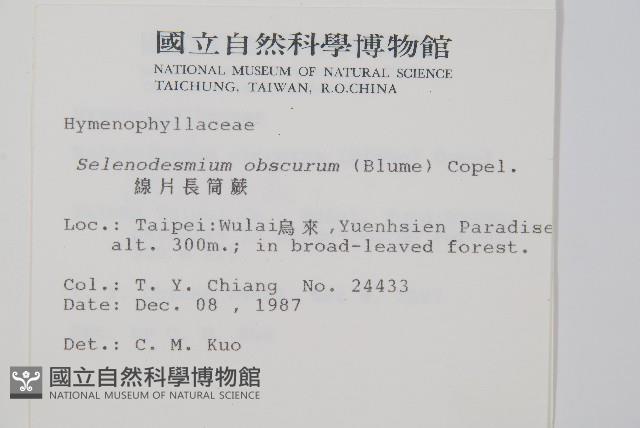 國立自然科學博物館
NATIONAL MUSEUM OF NATURAL SCIENCE
TAICHUNG, TAIWAN, R.O.CHINA
Hymenophyllaceae
Selenodesmium obscurum (Blume) Copel.
線片長筒蕨
Loc.: Taipei:Wulai烏來,Yuenhsien Paradise
alt. 300m.; in broad-leaved forest.
Col.: T. Y. Chiang No. 24433
Date: Dec. 08 , 1987
Det.: C. M. Kuo
國立自然科學博物館
NATIONAL MUSEUM OF NATURAL SCIENCE